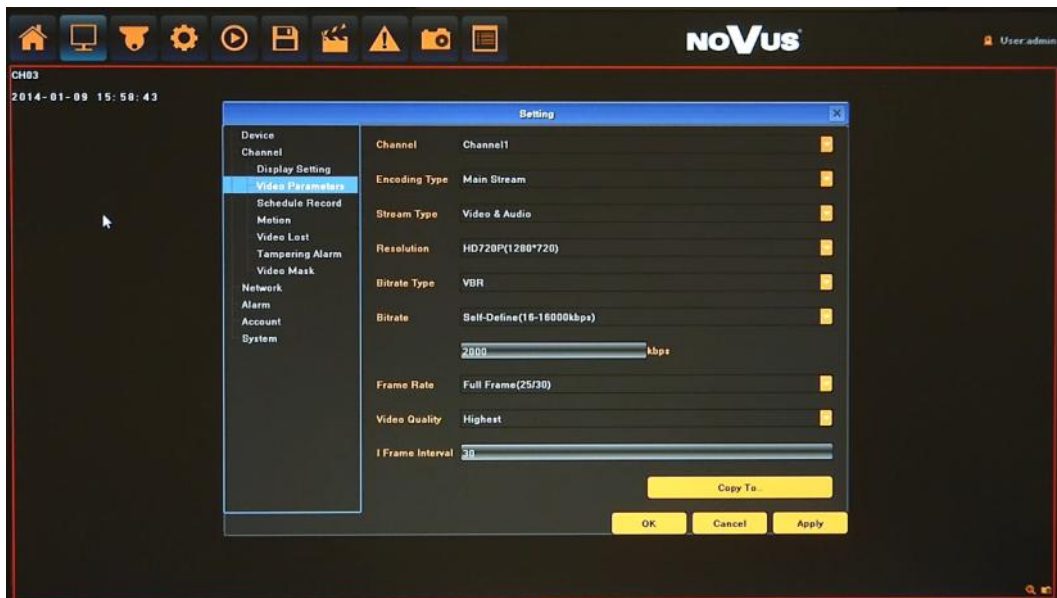 NOVUS
User:admin
CH03
2014-01-09 15:58:43
Setting
Device
Channel
Display Setting
Video Parameters
Schedule Record
Motion
Video Lost
Tampering Alarm
Video Mask
Network
Alarm
Account
System
Channel Channel1
Encoding Type Main Stream
Stream Type Video & Audio
Resolution HD720P(1280*720)
Bitrate Type VBR
Bitrate Self-Define(16-16000kbps)
2000 kbps
Frame Rate Full Frame(25/30)
Video Quality Highest
I Frame Interval 30
Copy To..
OK Cancel Apply